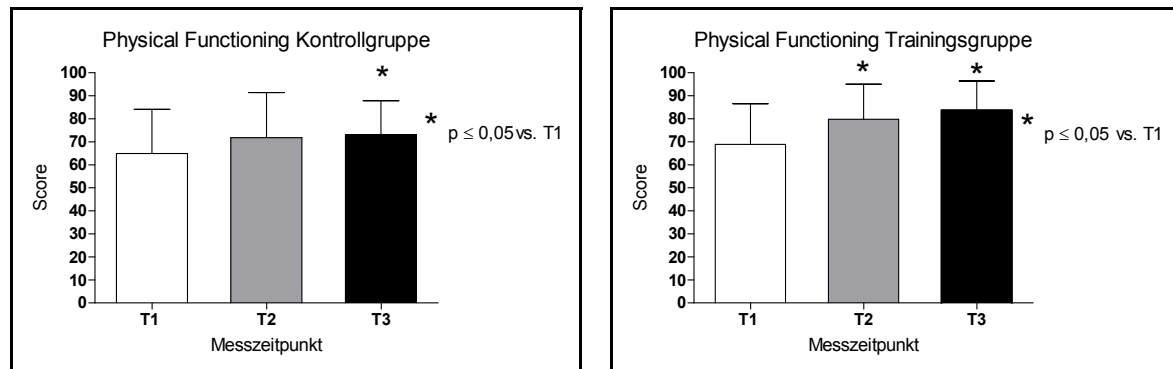 Physical Functioning Kontrollgruppe
*
100
90
80
70
60
50
40
30
20
10
0
Score
* p ≤ 0,05 vs. T1
T1 T2 T3
Messzeitpunkt
Physical Functioning Trainingsgruppe
* *
100
90
80
70
60
50
40
30
20
10
0
Score
* p ≤ 0,05 vs. T1
T1 T2 T3
Messzeitpunkt